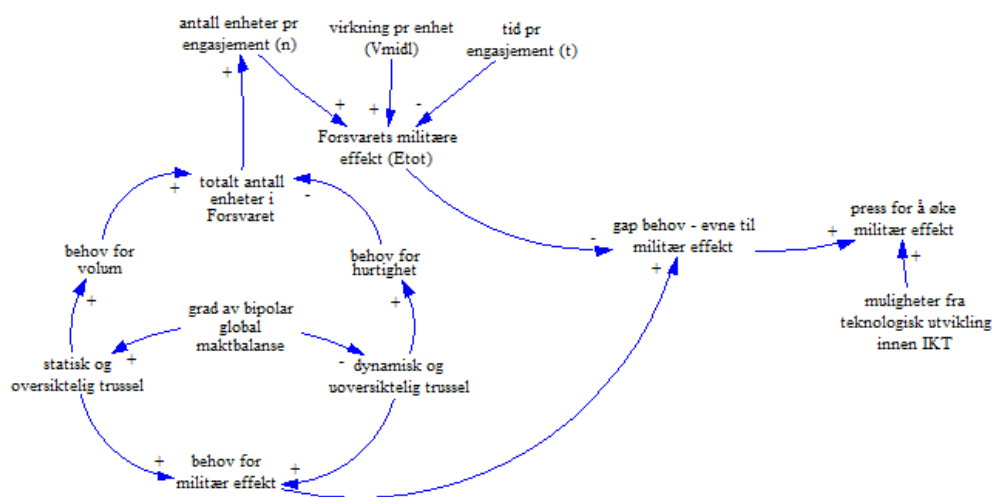 antall enheter pr
engasjement (n)
virkning pr enhet
(Vmidl)
tid pr
engasjement (t)
+
+
+
-
Forsvarets militære
effekt (Etot)
+
totalt antall
enheter i
Forsvaret
-
behov for
volum
behov for
hurtighet
-
gap behov - evne til
militær effekt
+
+
press for å øke
militær effekt
+
muligheter fra
teknologisk utvikling
innen IKT
+
+
grad av bipolar
global
maktbalanse
+
-
statisk og
oversiktelig trussel
dynamisk og
uoversiktelig trussel
+
+
behov for
militær effekt